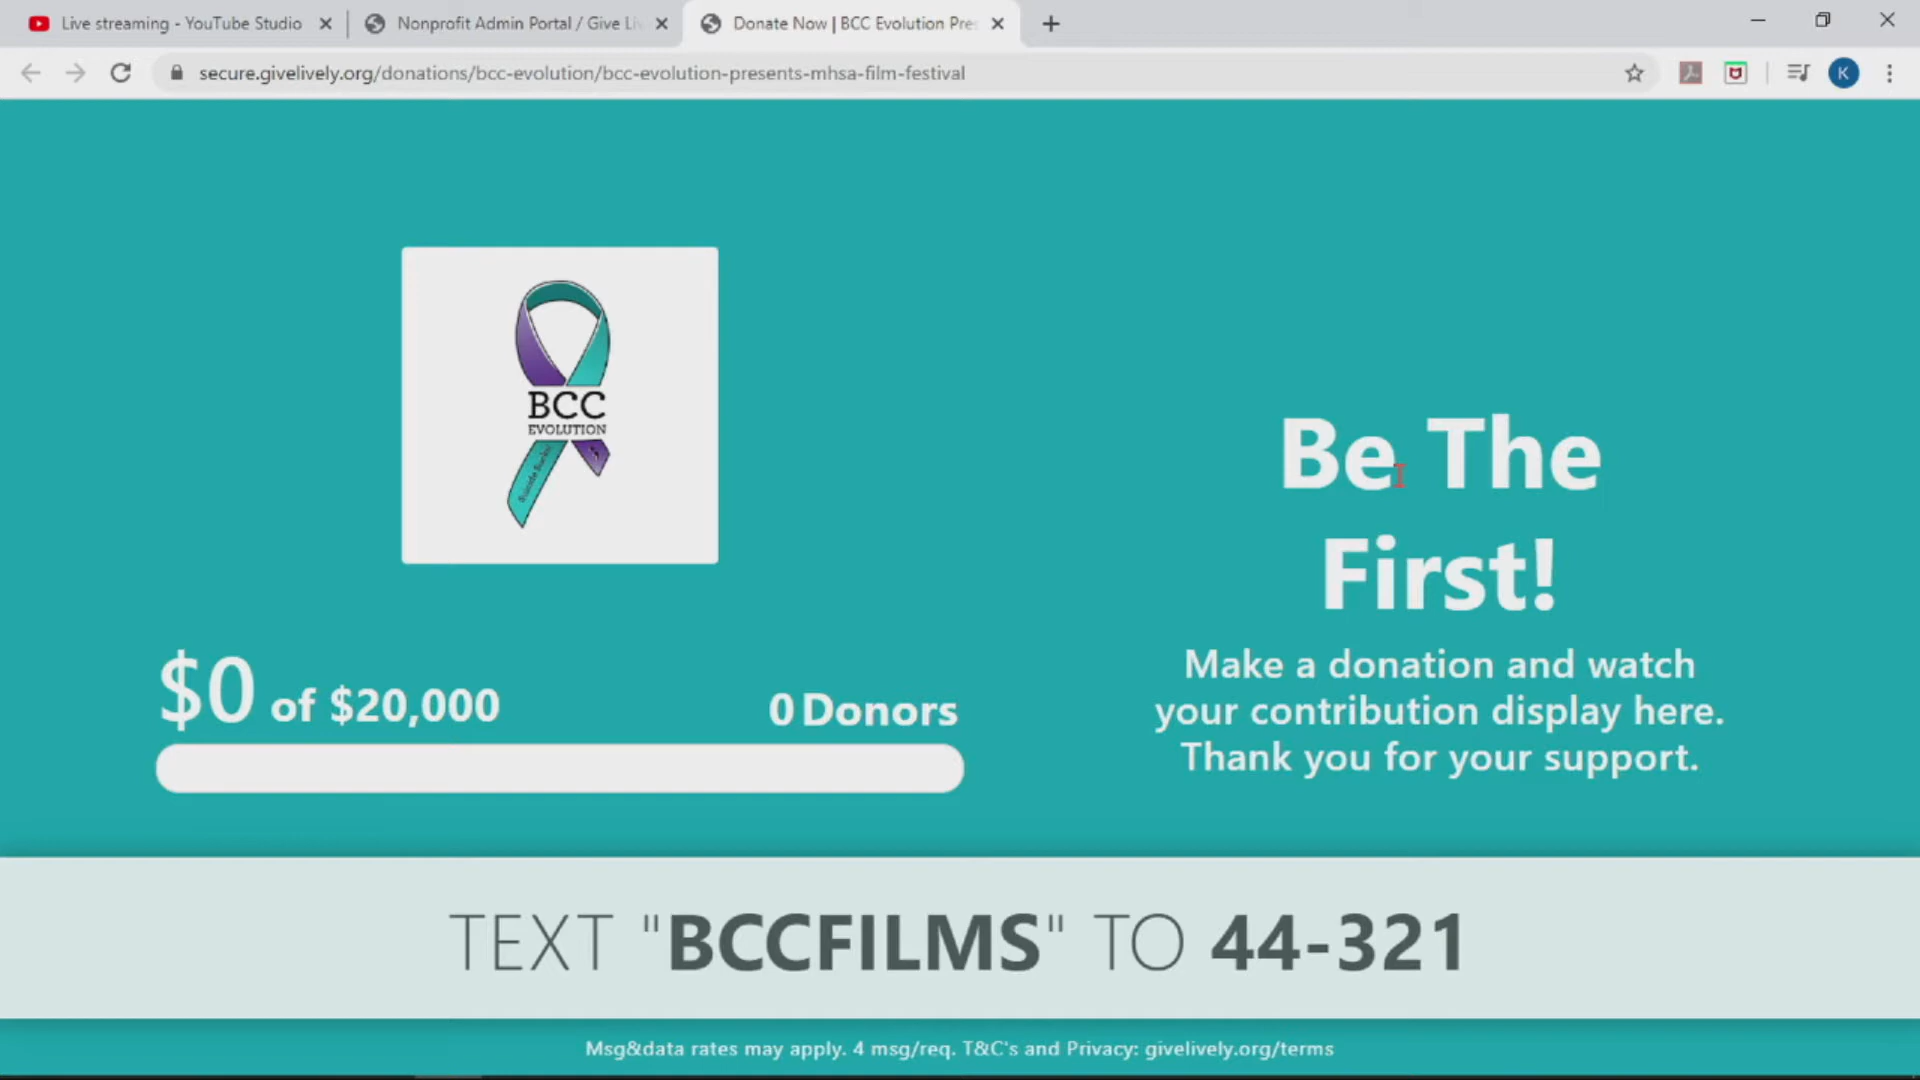 Live streaming - YouTube Studio
Nonprofit Admin Portal / Give Li
Donate Now | BCC Evolution Pre
secure.givelively.org/donations/bcc-evolution/bcc-evolution-presents-mhsa-film-festival
K
BCC
EVOLUTION
Be The
First!
$0 of $20,000
0 Donors
Make a donation and watch
your contribution display here.
Thank you for your support.
TEXT "BCCFILMS" TO 44-321
Msg&data rates may apply. 4 msg/req. T&C's and Privacy: givelively.org/terms